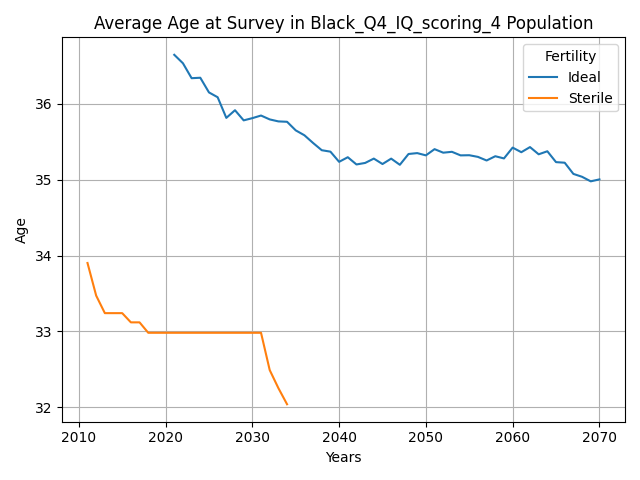 Average Age at Survey in Black_Q4_IQ_scoring_4 Population
Fertility
Ideal
Sterile
Age
36
35
34
33
32
2010 2020 2030 2040 2050 2060 2070
Years